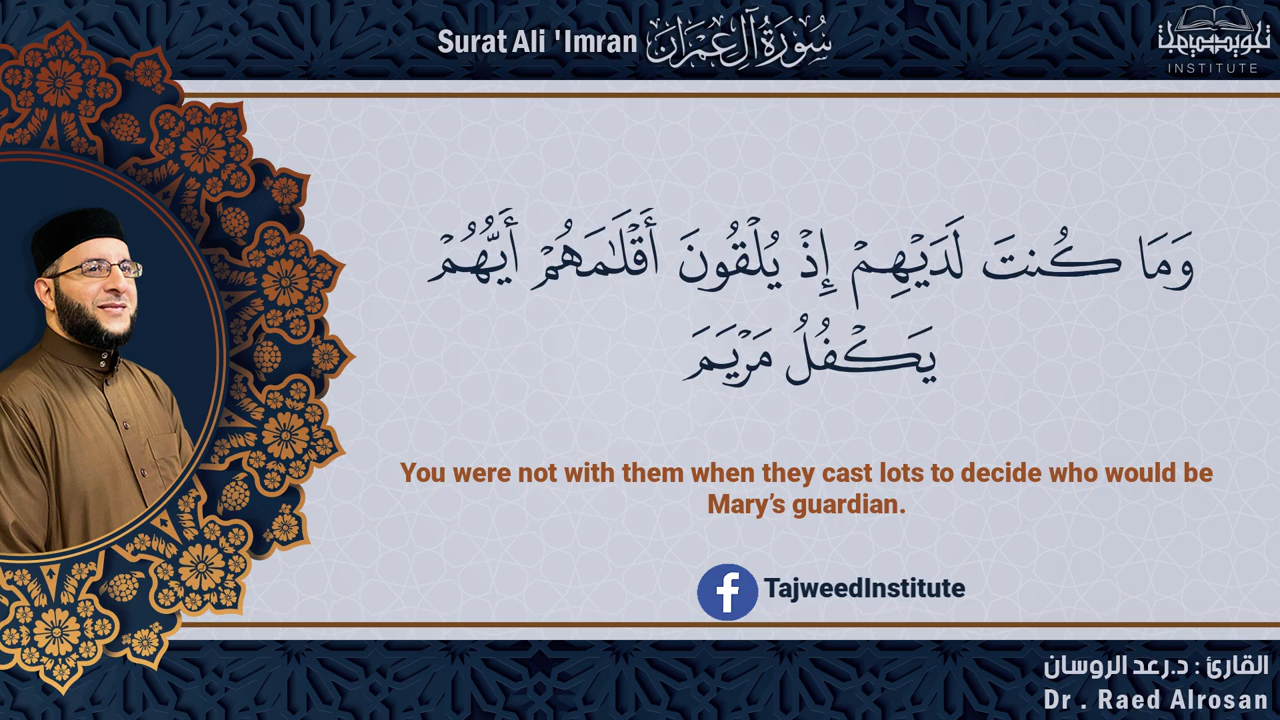 Surat Ali 'Imran سُورَةُ آلِ عِمْرَانَ
تجويد
INSTITUTE
وَمَا كُنتَ لَدَيْهِمْ إِذْ يُلْقُونَ أَقْلَٰمَهُمْ أَيُّهُمْ
يَكْفُلُ مَرْيَمَ
You were not with them when they cast lots to decide who would be
Mary’s guardian.
f TajweedInstitute
القارئ : د.رعد الروسان
Dr . Raed Alrosan